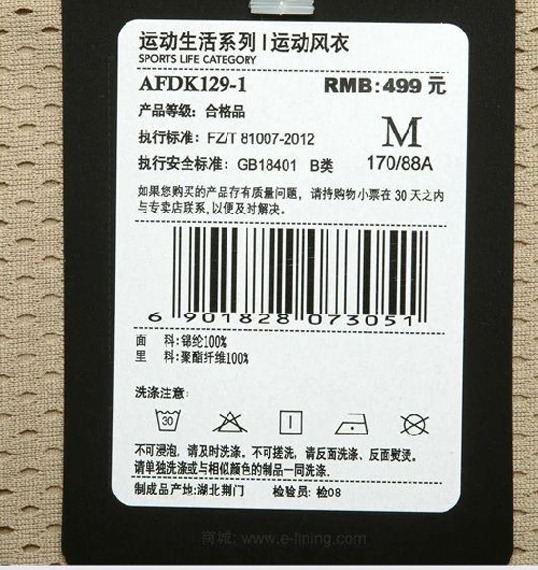 运动生活系列 | 运动风衣
SPORTS LIFE CATEGORY
AFDK129-1 RMB:499 元
产品等级: 合格品
执行标准: FZ/T 81007-2012 M
执行安全标准: GB18401 B类 170/88A
如果您购买的产品存有质量问题, 请持购物小票在 30 天之内
与专卖店联系, 以便及时解决。
6 901828 073051
面 料:锦纶100%
里 料:聚酯纤维100%
洗涤注意:
30
不可浸泡, 请及时洗涤。不可搓洗, 请反面洗涤、反面熨烫。
请单独洗涤或与相似颜色的制品一同洗涤.
制成品产地:湖北荆门 检验员: 检08
商城: www.e-lining.com